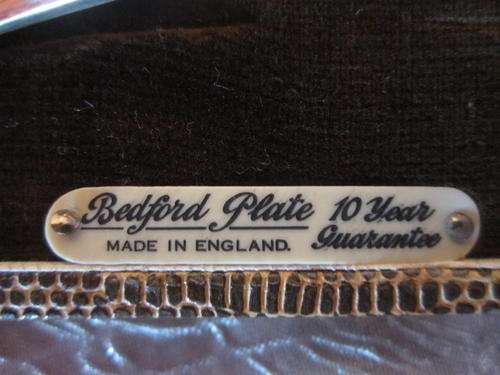 Bedford Plate 10 Year
MADE IN ENGLAND. Guarantee